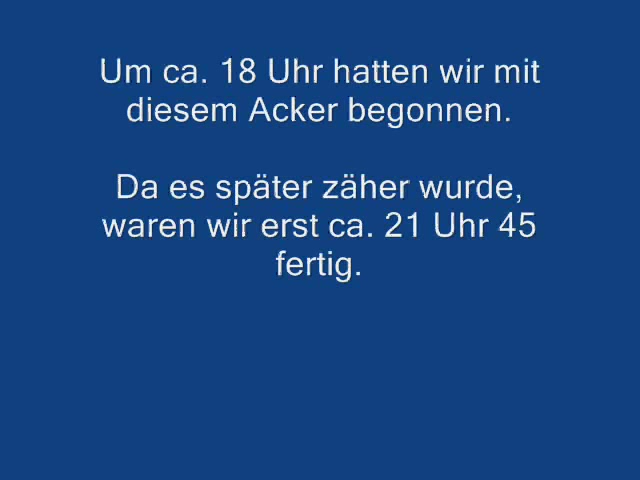 Um ca. 18 Uhr hatten wir mit
diesem Acker begonnen.
Da es später zäher wurde,
waren wir erst ca. 21 Uhr 45
fertig.